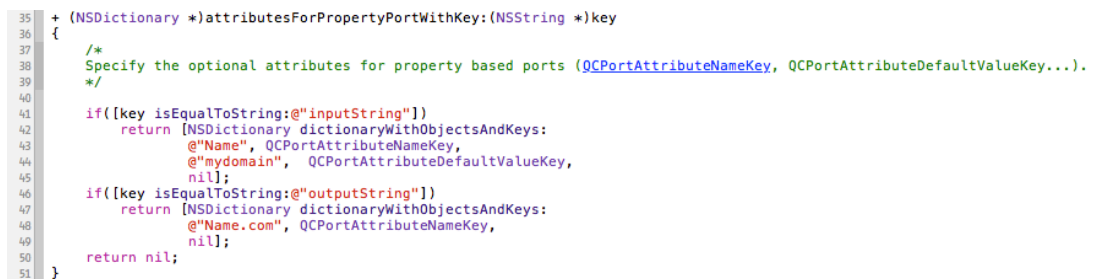 35 + (NSDictionary *)attributesForPropertyPortWithKey:(NSString *)key
36 {
37     /*
38     Specify the optional attributes for property based ports (QCPortAttributeNameKey, QCPortAttributeDefaultValueKey...).
39     */
40
41     if([key isEqualToString:@"inputString"])
42         return [NSDictionary dictionaryWithObjectsAndKeys:
43                 @"Name", QCPortAttributeNameKey,
44                 @"mydomain",  QCPortAttributeDefaultValueKey,
45                 nil];
46     if([key isEqualToString:@"outputString"])
47         return [NSDictionary dictionaryWithObjectsAndKeys:
48                 @"Name.com", QCPortAttributeNameKey,
49                 nil];
50     return nil;
51 }